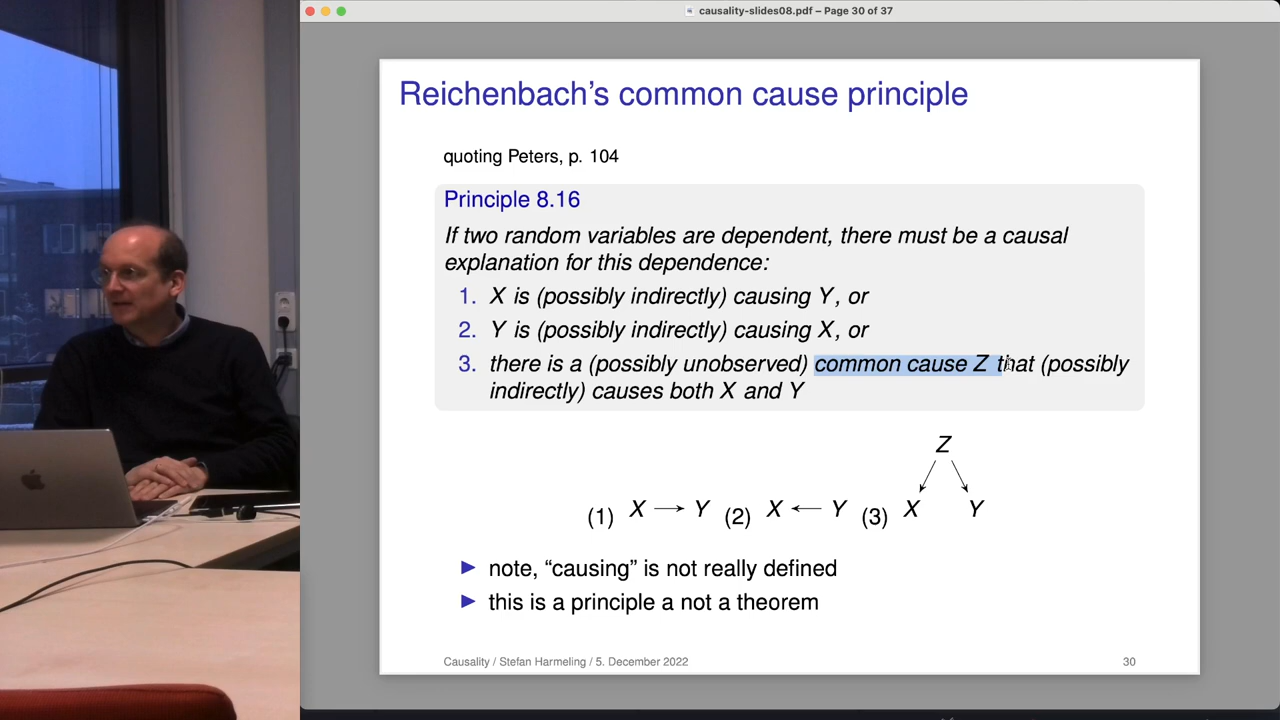 causality-slides08.pdf – Page 30 of 37
Reichenbach's common cause principle
quoting Peters, p. 104
Principle 8.16
If two random variables are dependent, there must be a causal
explanation for this dependence:
1. X is (possibly indirectly) causing Y, or
2. Y is (possibly indirectly) causing X, or
3. there is a (possibly unobserved) common cause Z that (possibly
indirectly) causes both X and Y
Z
(1) X → Y (2) X ← Y (3) X Y
▶ note, “causing” is not really defined
▶ this is a principle a not a theorem
Causality / Stefan Harmeling / 5. December 2022 30